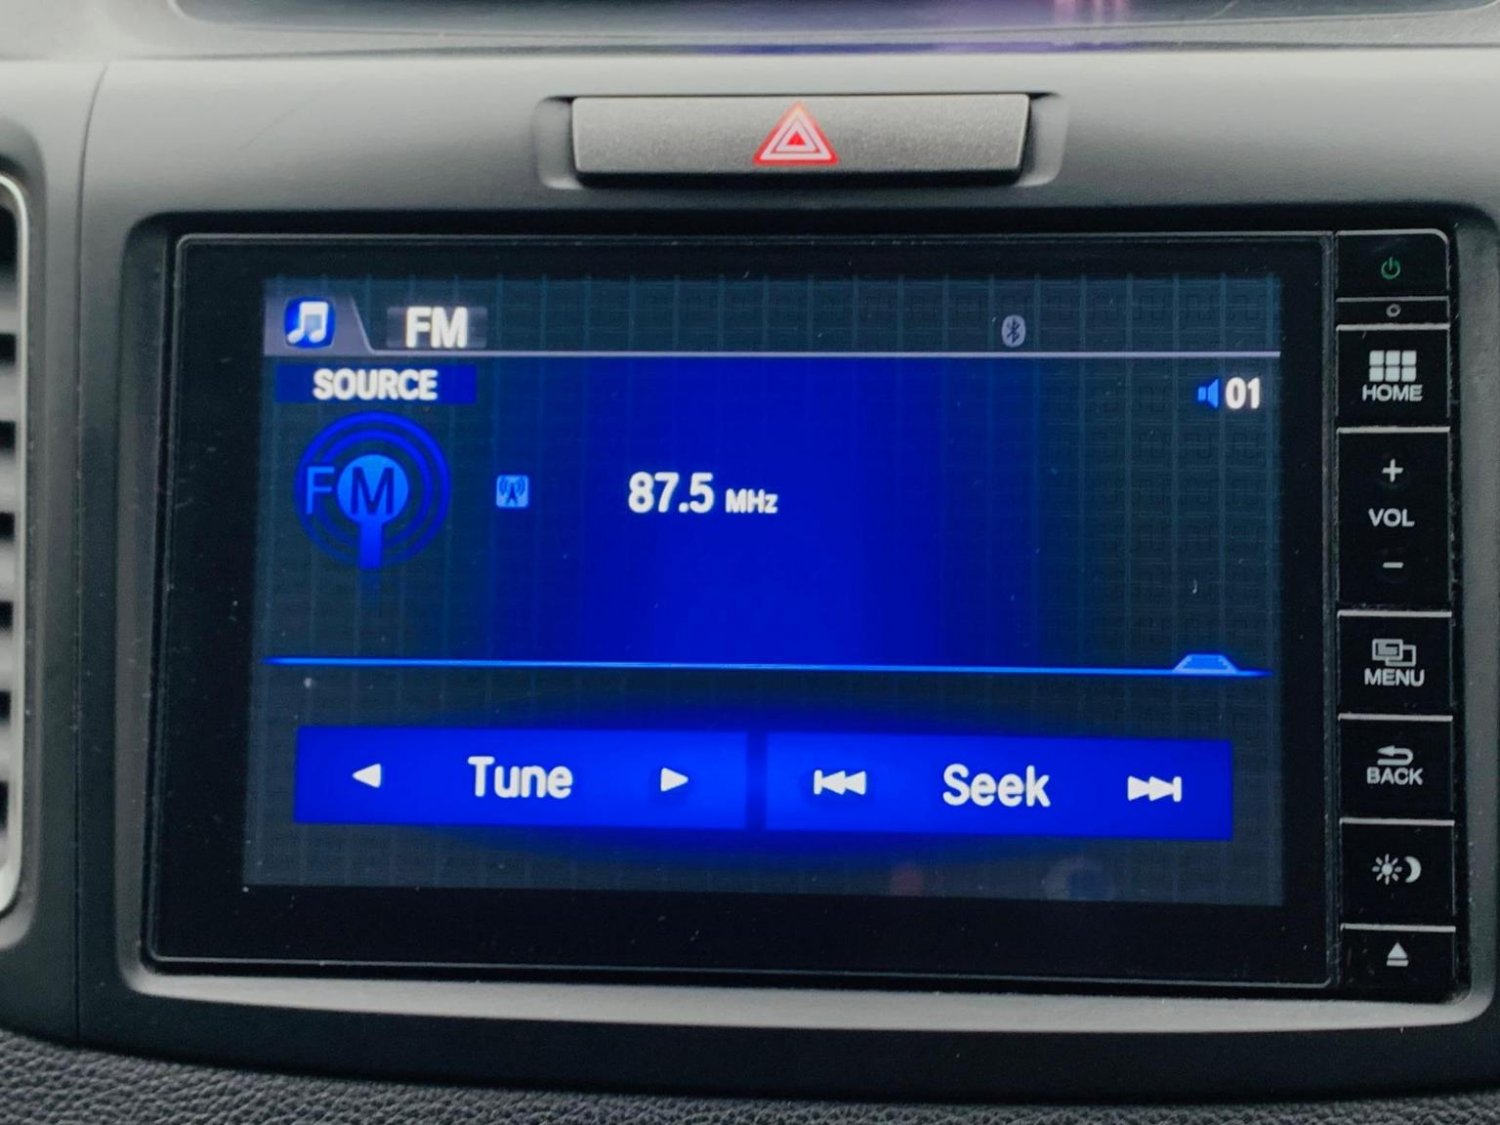 FM
SOURCE
01
FM
87.5 MHz
Tune
Seek
HOME
+
VOL
-
MENU
BACK